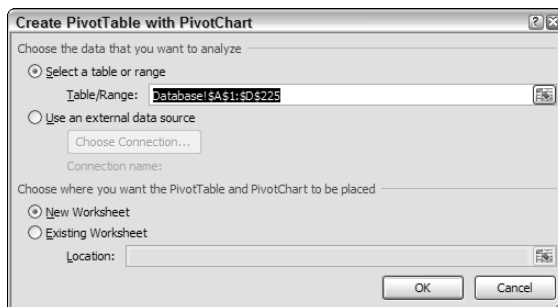 Create PivotTable with PivotChart
Choose the data that you want to analyze
Select a table or range
Table/Range: Database!$A$1:$D$225
Use an external data source
Choose Connection...
Connection name:
Choose where you want the PivotTable and PivotChart to be placed
New Worksheet
Existing Worksheet
Location:
OK Cancel